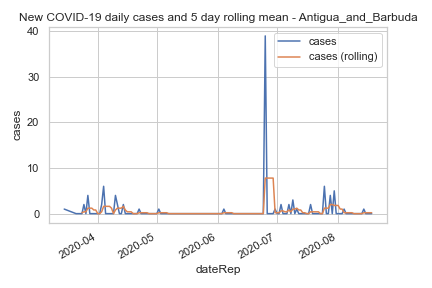 New COVID-19 daily cases and 5 day rolling mean - Antigua_and_Barbuda
cases
cases (rolling)
40
30
20
10
0
cases
2020-04
2020-05
2020-06
2020-07
2020-08
dateRep